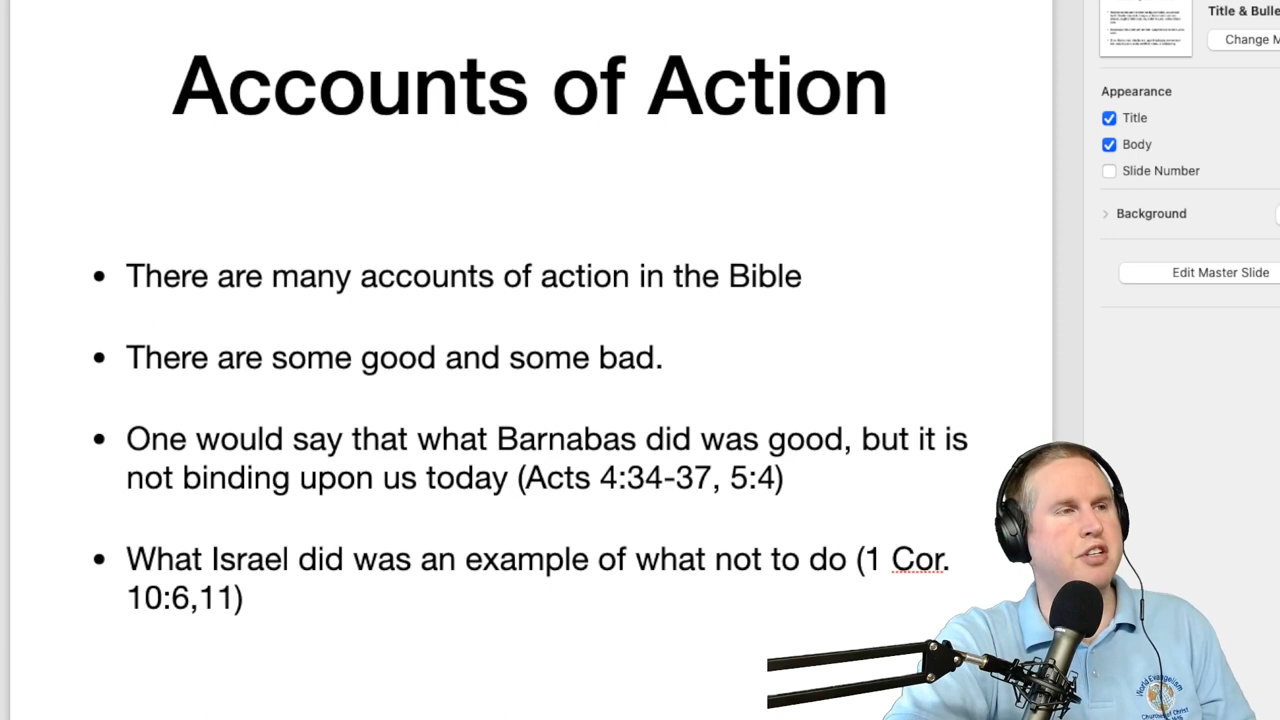 Accounts of Action
• There are many accounts of action in the Bible
• There are some good and some bad.
• One would say that what Barnabas did was good, but it is
not binding upon us today (Acts 4:34-37, 5:4)
• What Israel did was an example of what not to do (1 Cor.
10:6,11)
Title & Bulle
Change M
Appearance
Title
Body
Slide Number
Background
Edit Master Slide
World Evangelism